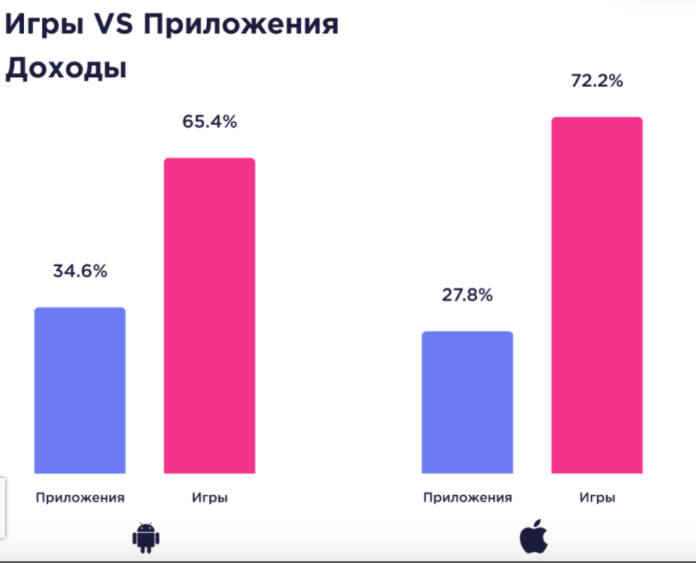 Игры VS Приложения
Доходы
65.4%
34.6%
Приложения
Игры
72.2%
27.8%
Приложения
Игры